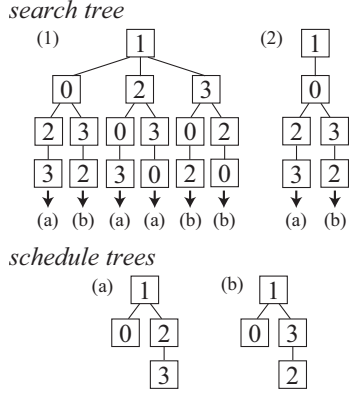 search tree
(1) 1 (2) 1
0 2 3 0
2 3 0 3 0 2 2 3
3 2 3 0 2 0 3 2
(a) (b) (a) (a) (b) (b) (a) (b)
schedule trees
(a) 1 (b) 1
0 2 0 3
3 2